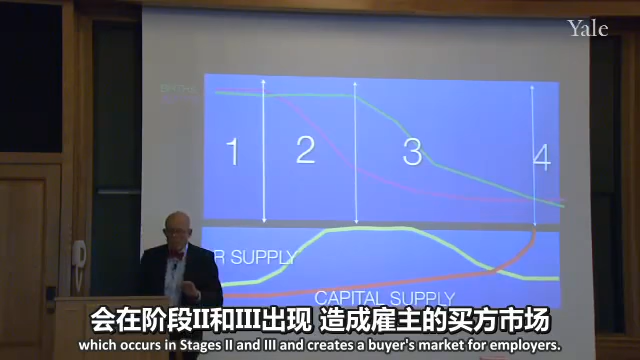 Yale
BIRTHS
1
2
3
4
R SUPPLY
CAPITAL SUPPLY
会在阶段II和III出现 造成雇主的买方市场
which occurs in Stages II and III and creates a buyer's market for employers.